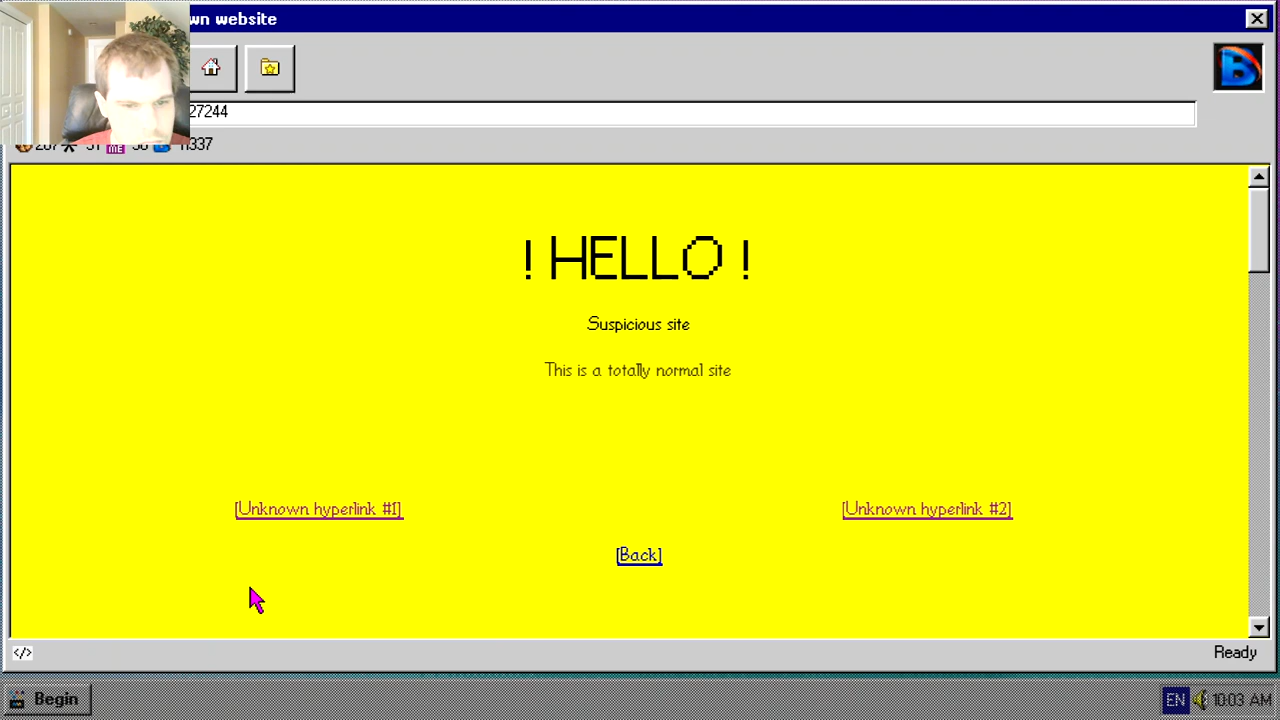 wn website
27244
337
! HELLO !
Suspicious site
This is a totally normal site
[Unknown hyperlink #1]
[Unknown hyperlink #2]
[Back]
</> Ready
Begin
EN 10:03 AM